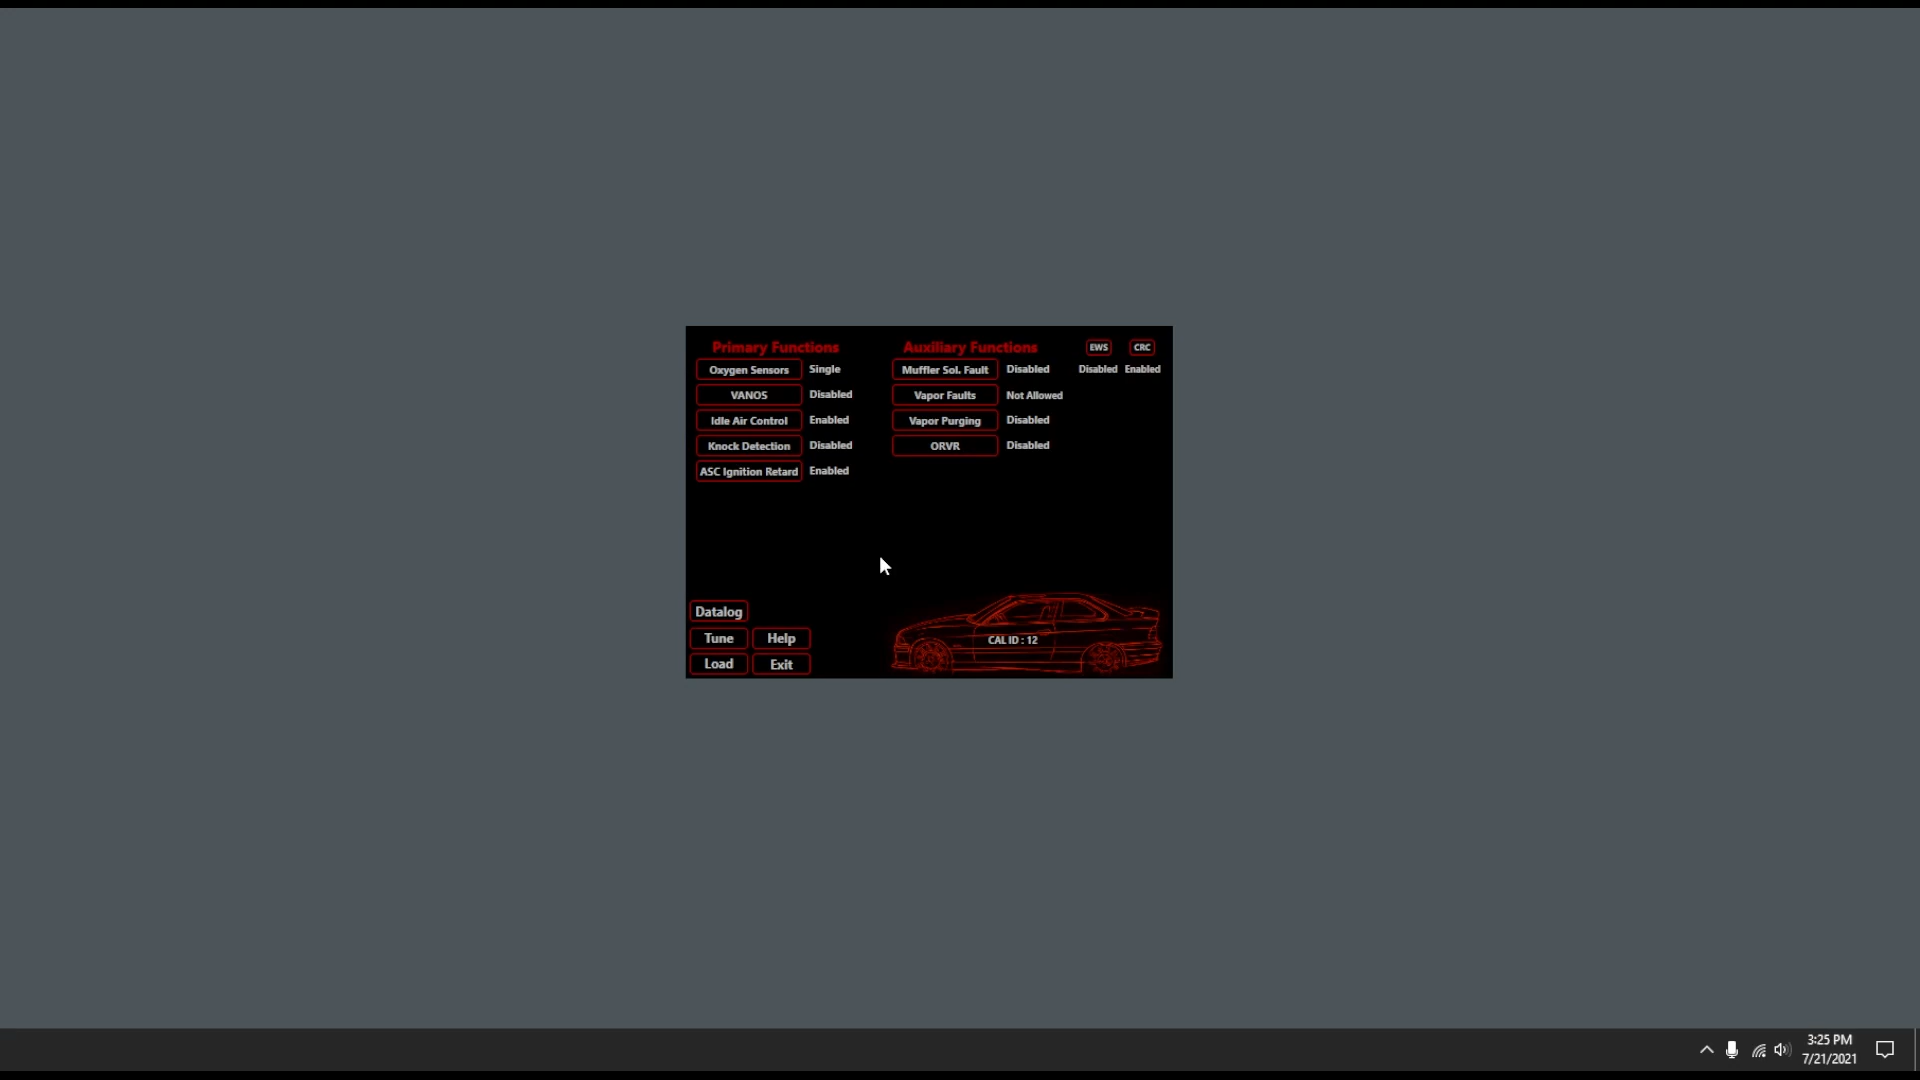 Primary Functions
Oxygen Sensors Single
VANOS Disabled
Idle Air Control Enabled
Knock Detection Disabled
ASC Ignition Retard Enabled
Auxiliary Functions
Muffler Sol. Fault Disabled
Vapor Faults Not Allowed
Vapor Purging Disabled
ORVR Disabled
EWS CRC
Disabled Enabled
Datalog
Tune Help
Load Exit
CAL ID : 12
3:25 PM
7/21/2021